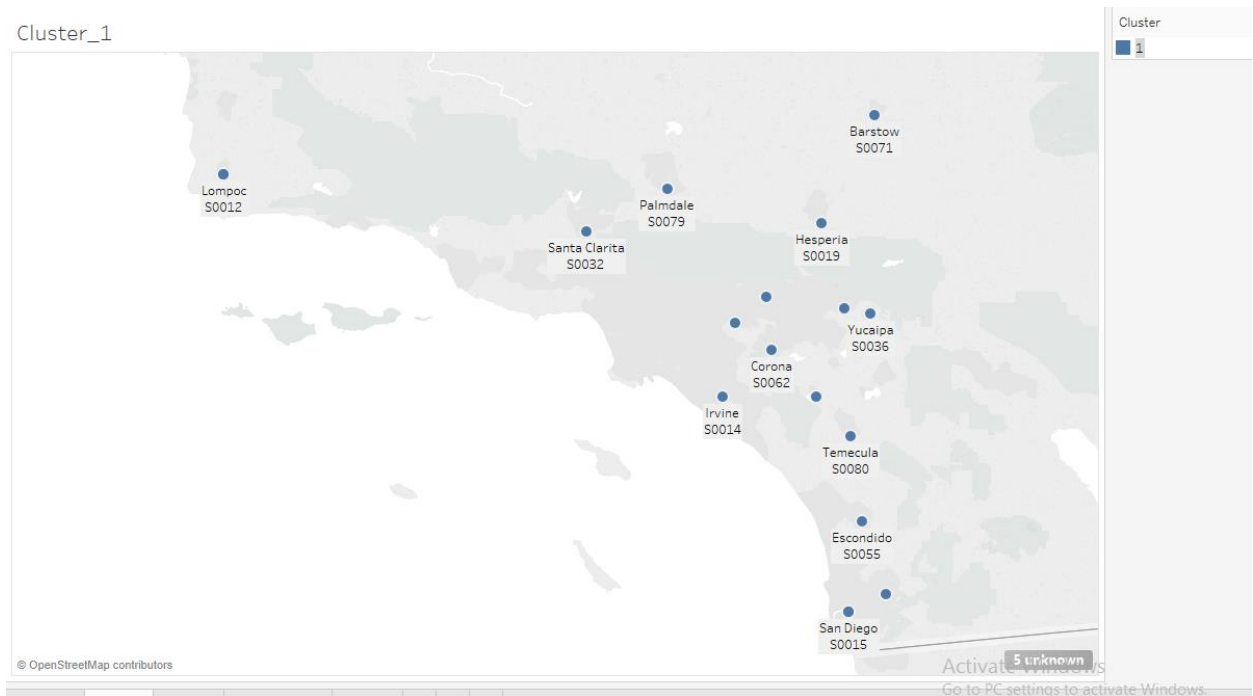 Cluster_1
Cluster
1
Barstow
S0071
Lompoc
S0012
Palmdale
S0079
Santa Clarita
S0032
Hesperia
S0019
Yucaipa
S0036
Corona
S0062
Irvine
S0014
Temecula
S0080
Escondido
S0055
San Diego
S0015
© OpenStreetMap contributors
5 unknown
Activate Windows
Go to PC settings to activate Windows.